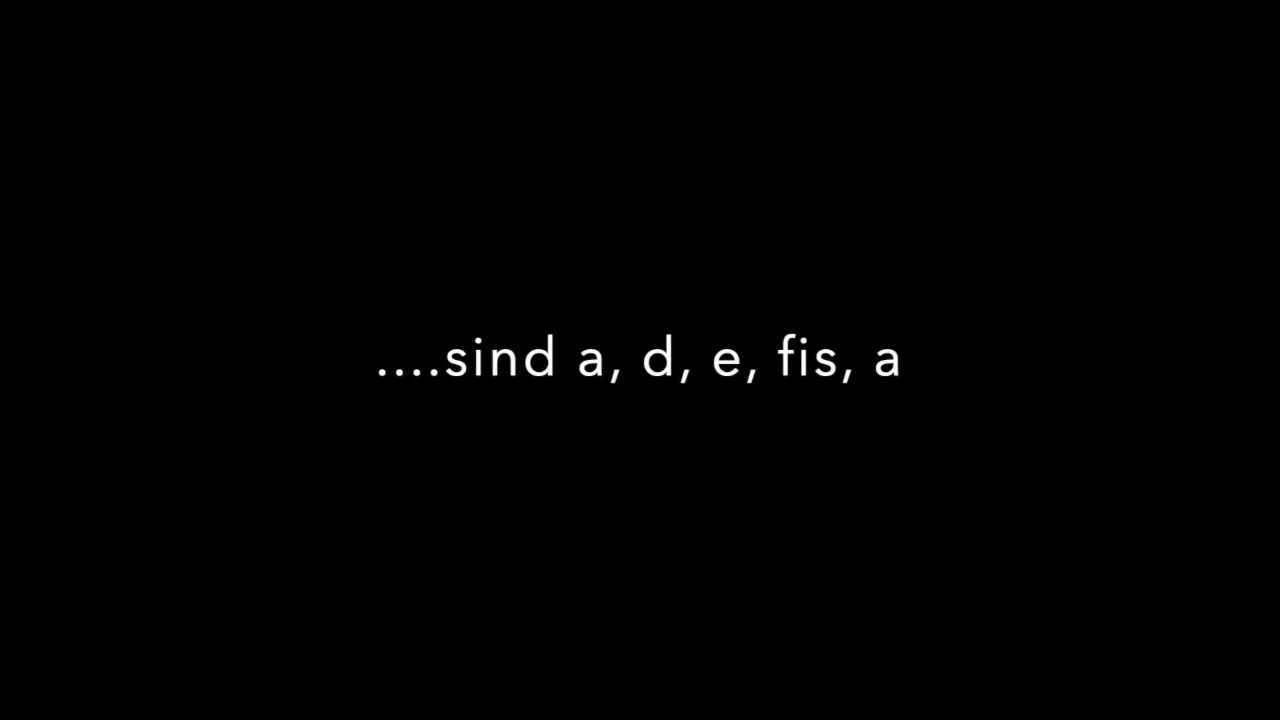 ....sind a, d, e, fis, a